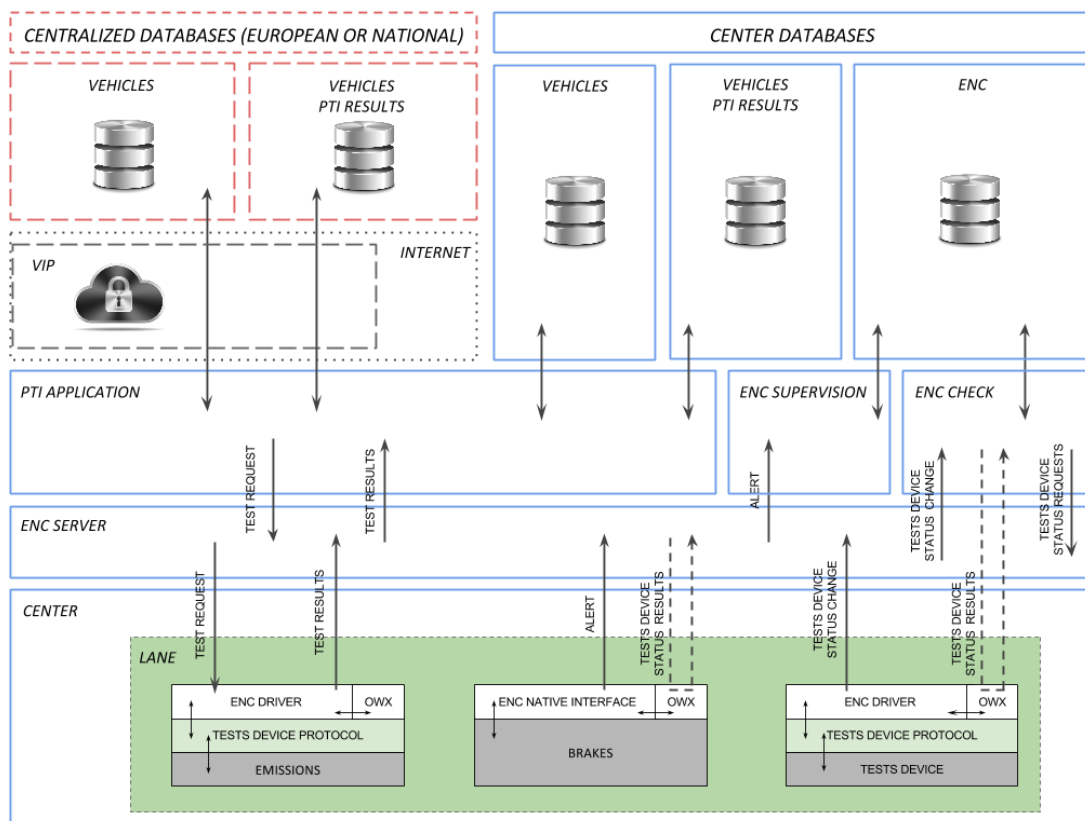 CENTRALIZED DATABASES (EUROPEAN OR NATIONAL)
CENTER DATABASES
VEHICLES
VEHICLES
PTI RESULTS
VEHICLES
VEHICLES
PTI RESULTS
ENC
INTERNET
VIP
PTI APPLICATION
ENC SUPERVISION
ENC CHECK
TEST REQUEST
TEST RESULTS
ALERT
TESTS DEVICE
STATUS CHANGE
TESTS DEVICE
STATUS REQUESTS
ENC SERVER
TEST REQUEST
TEST RESULTS
ALERT
TESTS DEVICE
STATUS RESULTS
TESTS DEVICE
STATUS CHANGE
TESTS DEVICE
STATUS RESULTS
CENTER
LANE
ENC DRIVER
OWX
TESTS DEVICE PROTOCOL
EMISSIONS
ENC NATIVE INTERFACE
OWX
BRAKES
ENC DRIVER
OWX
TESTS DEVICE PROTOCOL
TESTS DEVICE